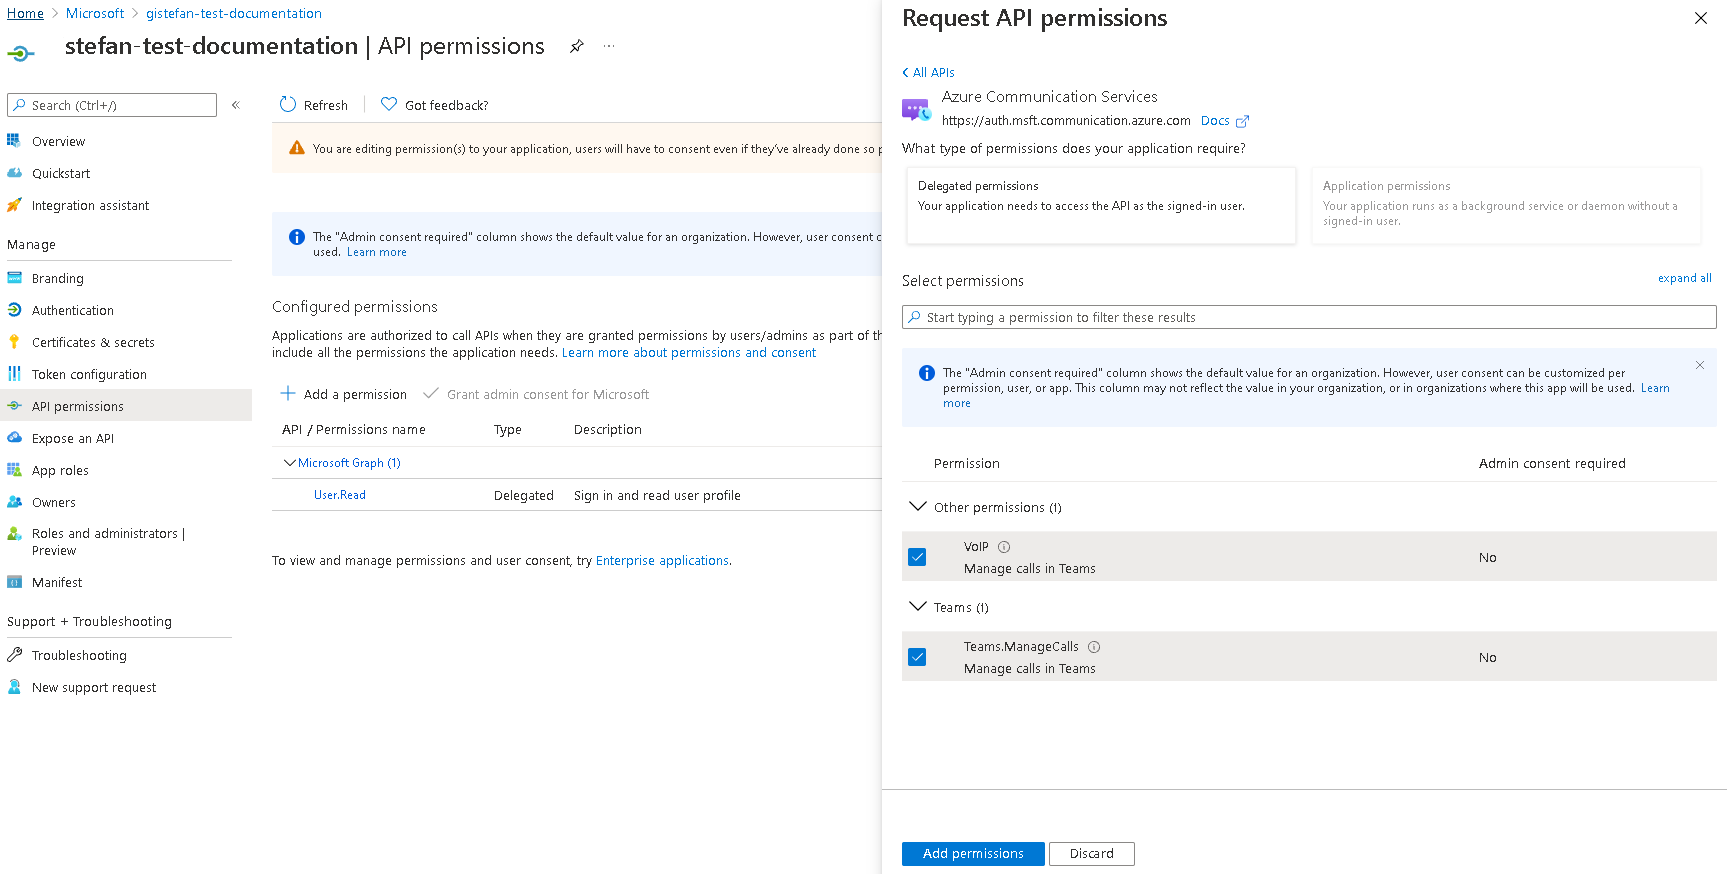 Home > Microsoft > gistefan-test-documentation
stefan-test-documentation | API permissions ...
Search (Ctrl+/)
«
Overview
Quickstart
Integration assistant
Manage
Branding
Authentication
Certificates & secrets
Token configuration
API permissions
Expose an API
App roles
Owners
Roles and administrators |
Preview
Manifest
Support + Troubleshooting
Troubleshooting
New support request
Refresh
Got feedback?
You are editing permission(s) to your application, users will have to consent even if they've already done so p
The "Admin consent required" column shows the default value for an organization. However, user consent c
used. Learn more
Configured permissions
Applications are authorized to call APIs when they are granted permissions by users/admins as part of th
include all the permissions the application needs. Learn more about permissions and consent
Add a permission
Grant admin consent for Microsoft
API / Permissions name Type Description
Microsoft Graph (1)
User.Read Delegated Sign in and read user profile
To view and manage permissions and user consent, try Enterprise applications.
Request API permissions
All APIs
Azure Communication Services
https://auth.msft.communication.azure.com Docs
What type of permissions does your application require?
Delegated permissions
Your application needs to access the API as the signed-in user.
Application permissions
Your application runs as a background service or daemon without a
signed-in user.
Select permissions
expand all
Start typing a permission to filter these results
The "Admin consent required" column shows the default value for an organization. However, user consent can be customized per
permission, user, or app. This column may not reflect the value in your organization, or in organizations where this app will be used. Learn
more
Permission Admin consent required
Other permissions (1)
VoIP
Manage calls in Teams
No
Teams (1)
Teams.ManageCalls
Manage calls in Teams
No
Add permissions
Discard